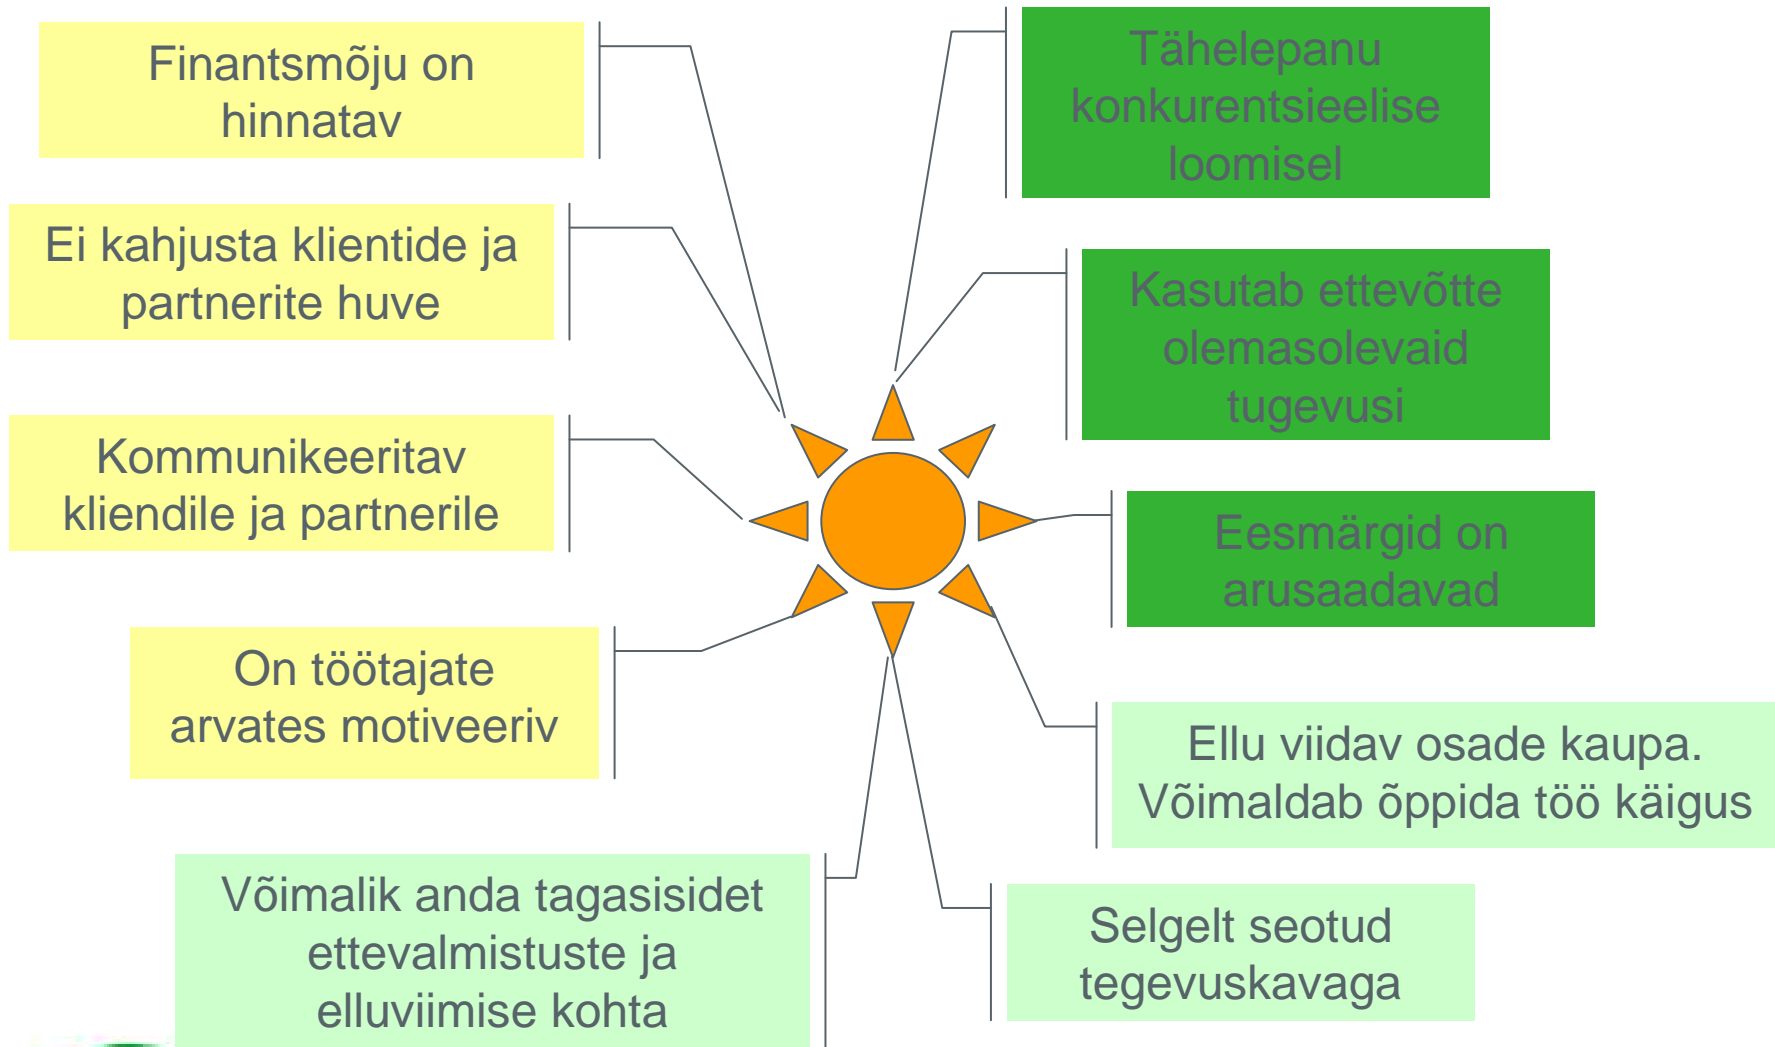 Finantsmõju on
hinnatav
Ei kahjusta klientide ja
partnerite huve
Kommunikeeritav
kliendile ja partnerile
On töötajate
arvates motiveeriv
Võimalik anda tagasisidet
ettevalmistuste ja
elluviimise kohta
Tähelepanu
konkurentsieelise
loomisel
Kasutab ettevõtte
olemasolevaid
tugevusi
Eesmärgid on
arusaadavad
Ellu viidav osade kaupa.
Võimaldab õppida töö käigus
Selgelt seotud
tegevuskavaga